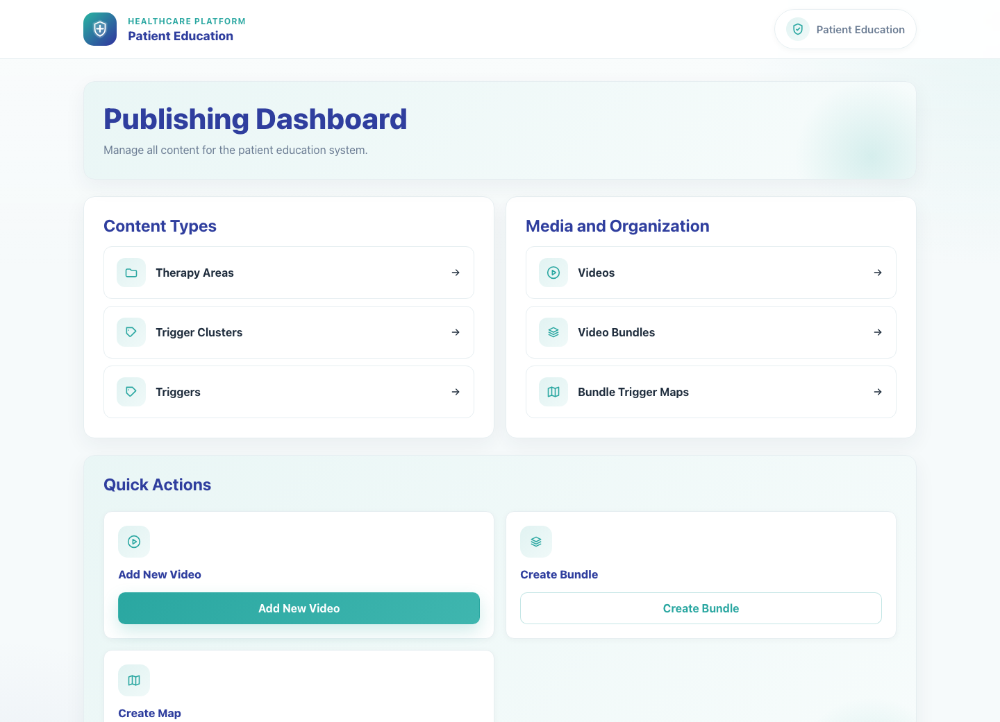 HEALTHCARE PLATFORM
Patient Education
Patient Education
Publishing Dashboard
Manage all content for the patient education system.
Content Types
Therapy Areas
Trigger Clusters
Triggers
Media and Organization
Videos
Video Bundles
Bundle Trigger Maps
Quick Actions
Add New Video
Add New Video
Create Bundle
Create Bundle
Create Map